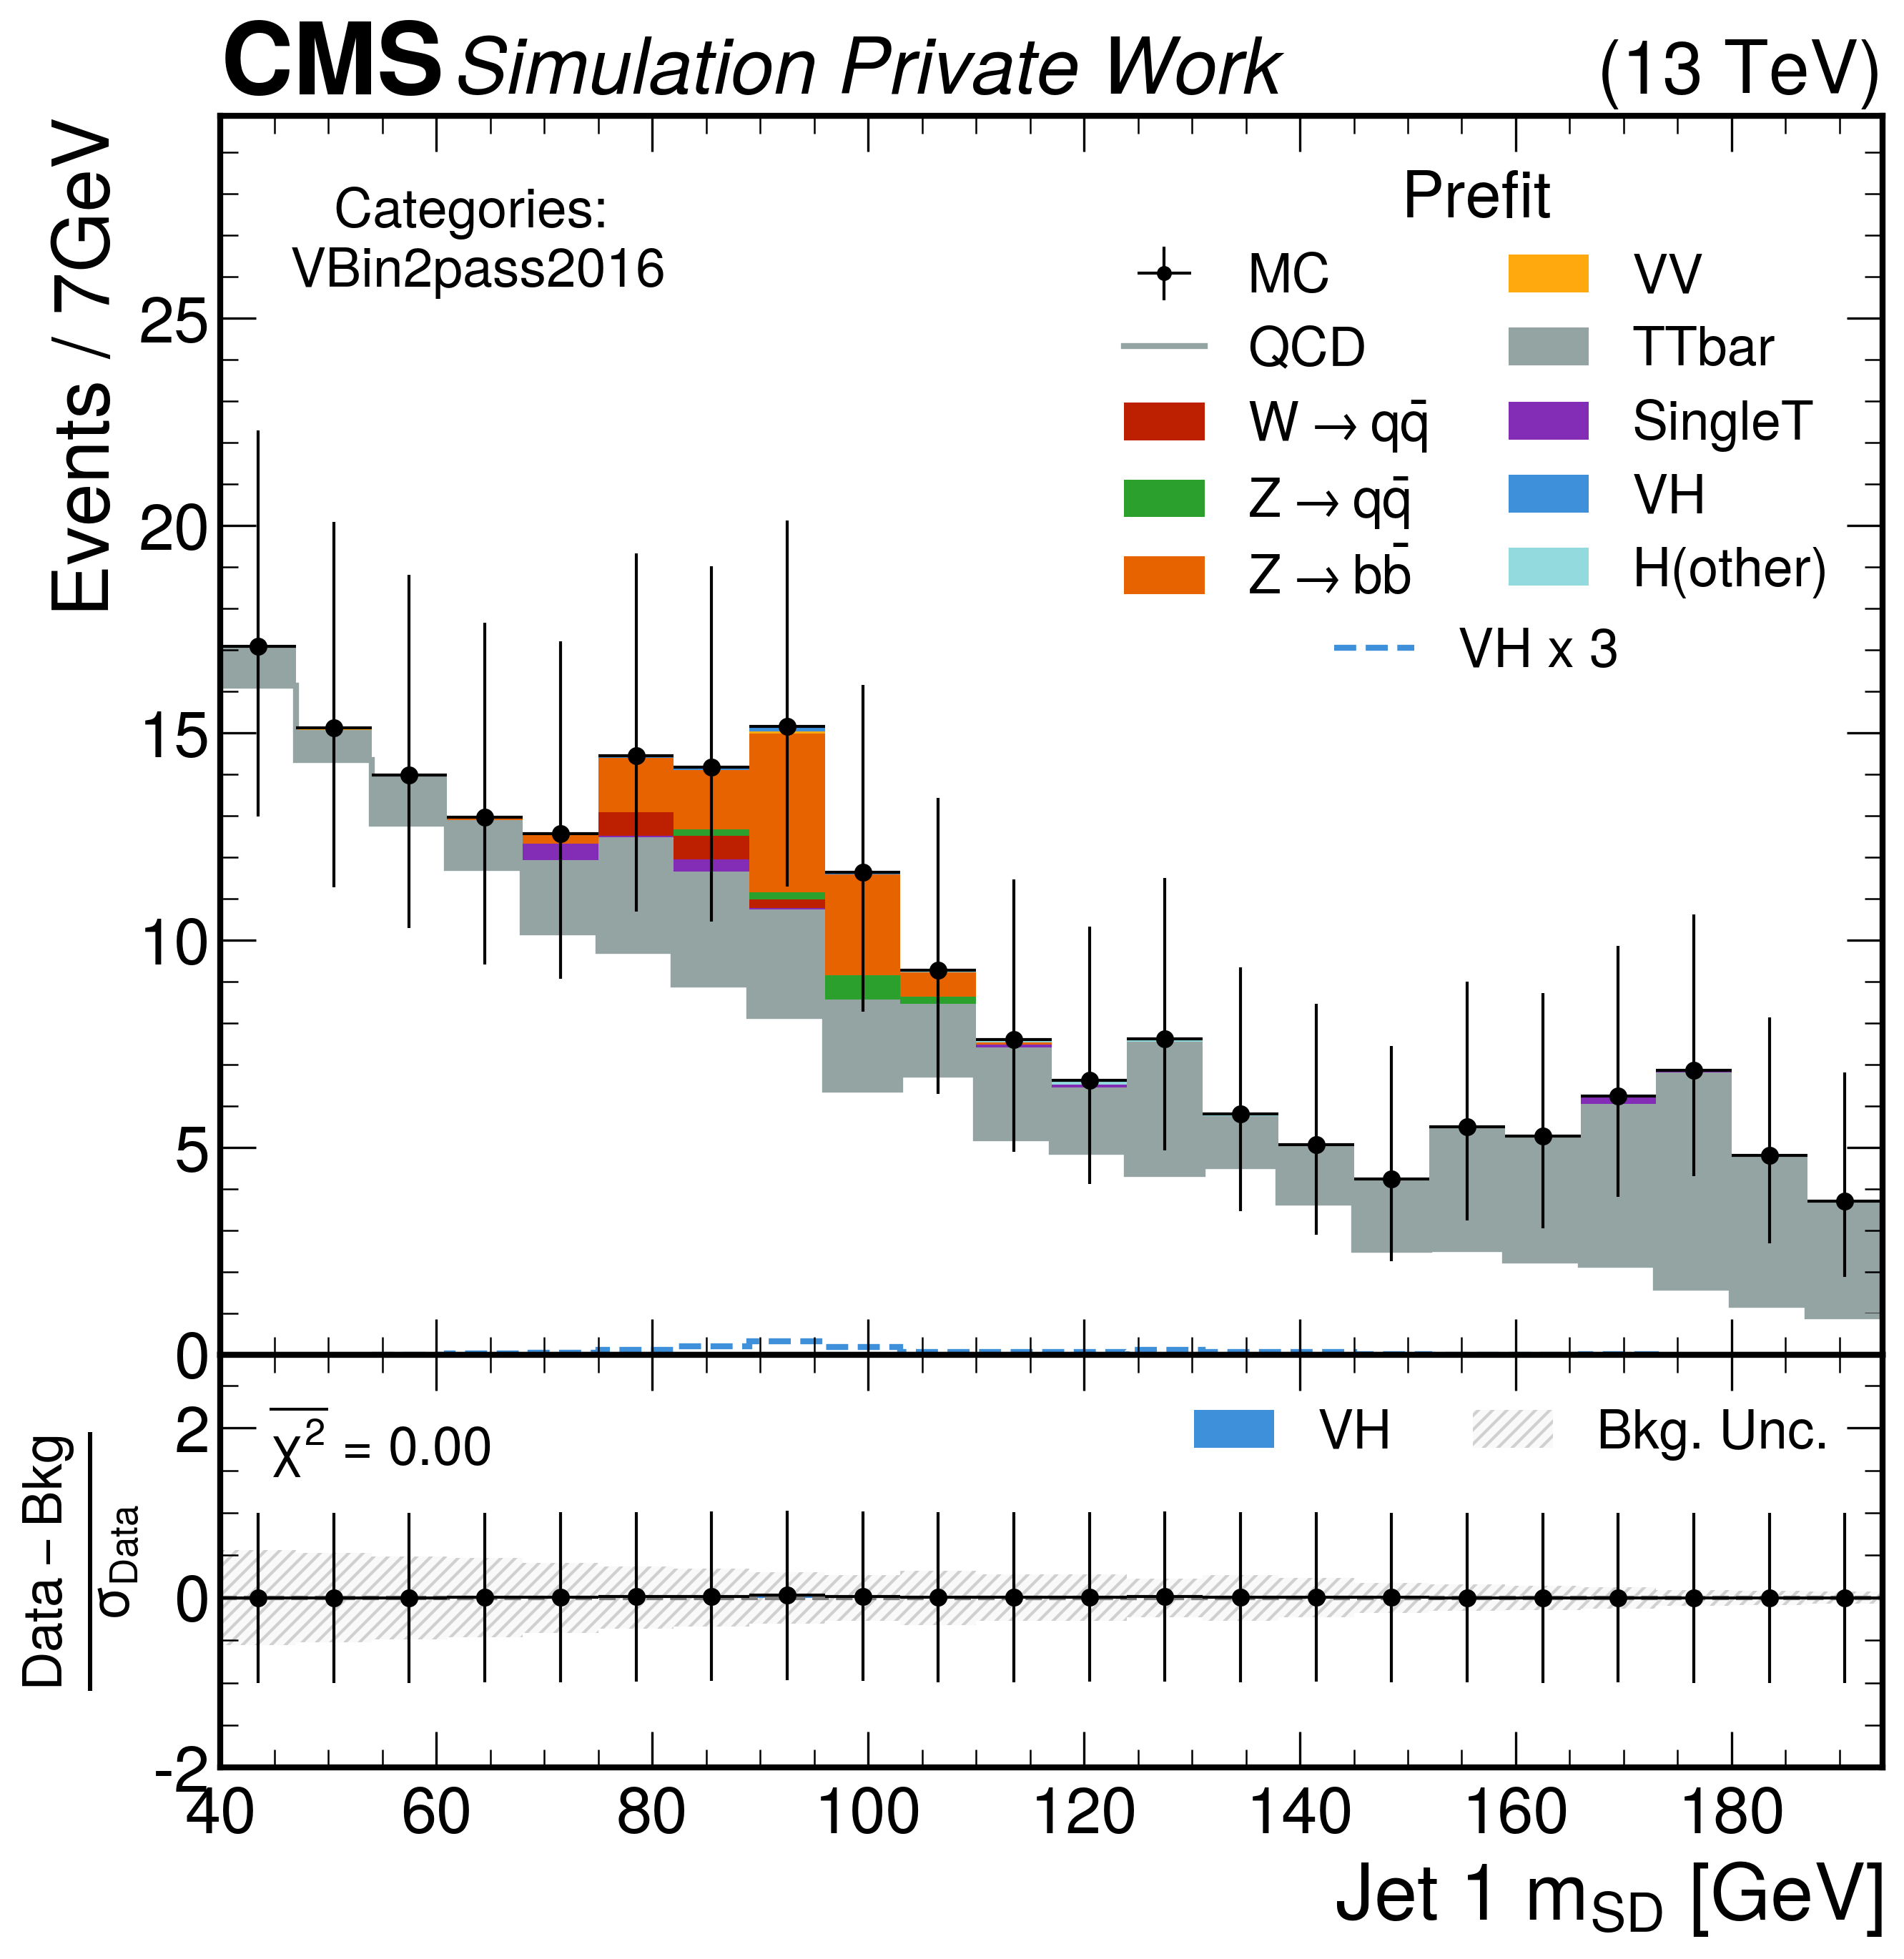 CMS Simulation Private Work (13 TeV)
Events / 7GeV
Categories:
VBin2pass2016
Prefit
MC
QCD
W → qq̄
Z → qq̄
Z → bb̄
VV
TTbar
SingleT
VH
H(other)
VH x 3
25
20
15
10
5
0
Data – Bkg
σData
2
0
-2
χ² = 0.00
VH
Bkg. Unc.
40 60 80 100 120 140 160 180
Jet 1 mSD [GeV]